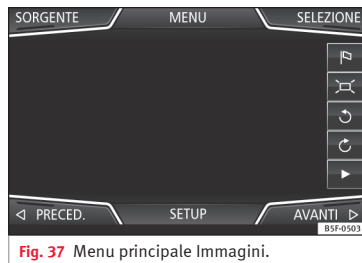 SORGENTE MENU SELEZIONE
◁ PRECED. SETUP AVANTI ▷
B5F-0503
Fig. 37 Menu principale Immagini.